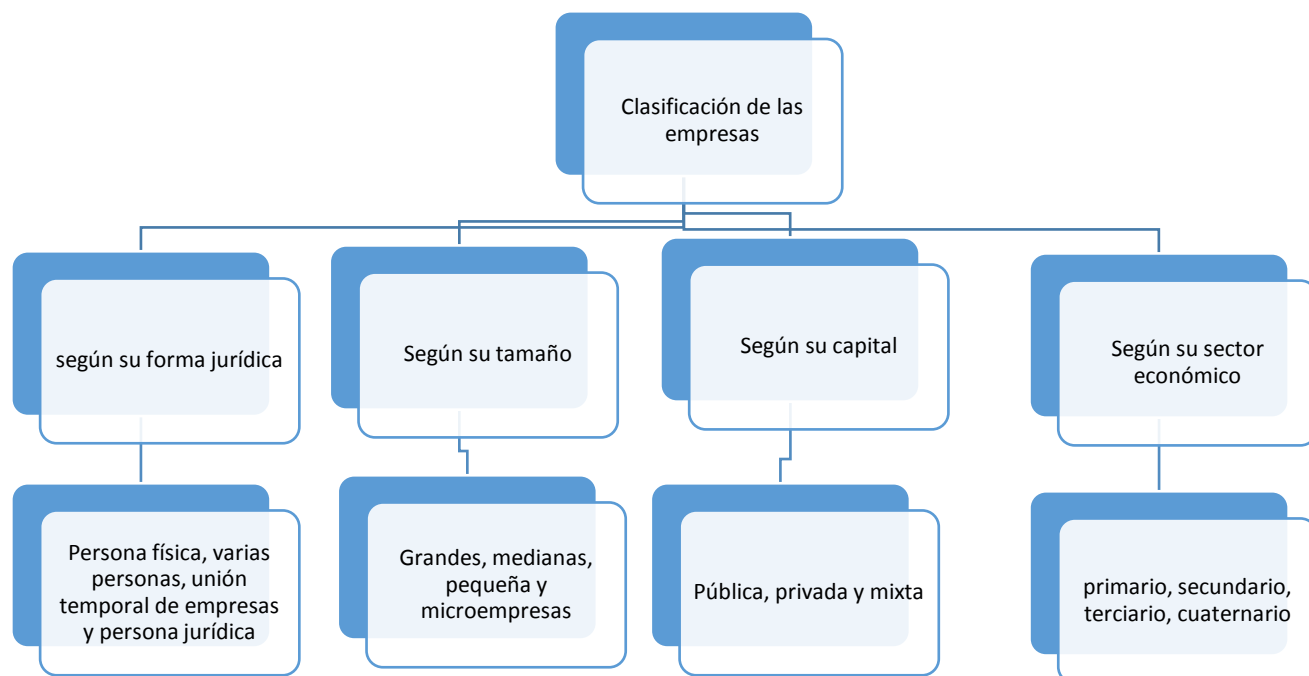 Clasificación de las
empresas
según su forma jurídica
Según su tamaño
Según su capital
Según su sector
económico
Persona física, varias
personas, unión
temporal de empresas
y persona jurídica
Grandes, medianas,
pequeña y
microempresas
Pública, privada y mixta
primario, secundario,
terciario, cuaternario